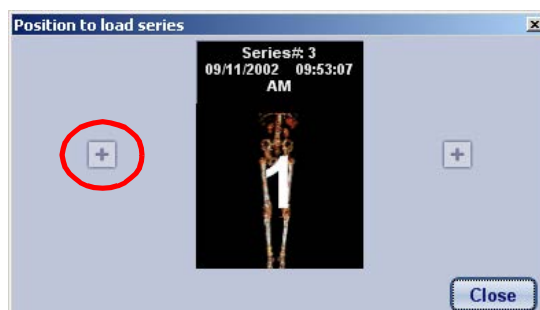 Position to load series
Series#: 3
09/11/2002 09:53:07
AM
1
Close